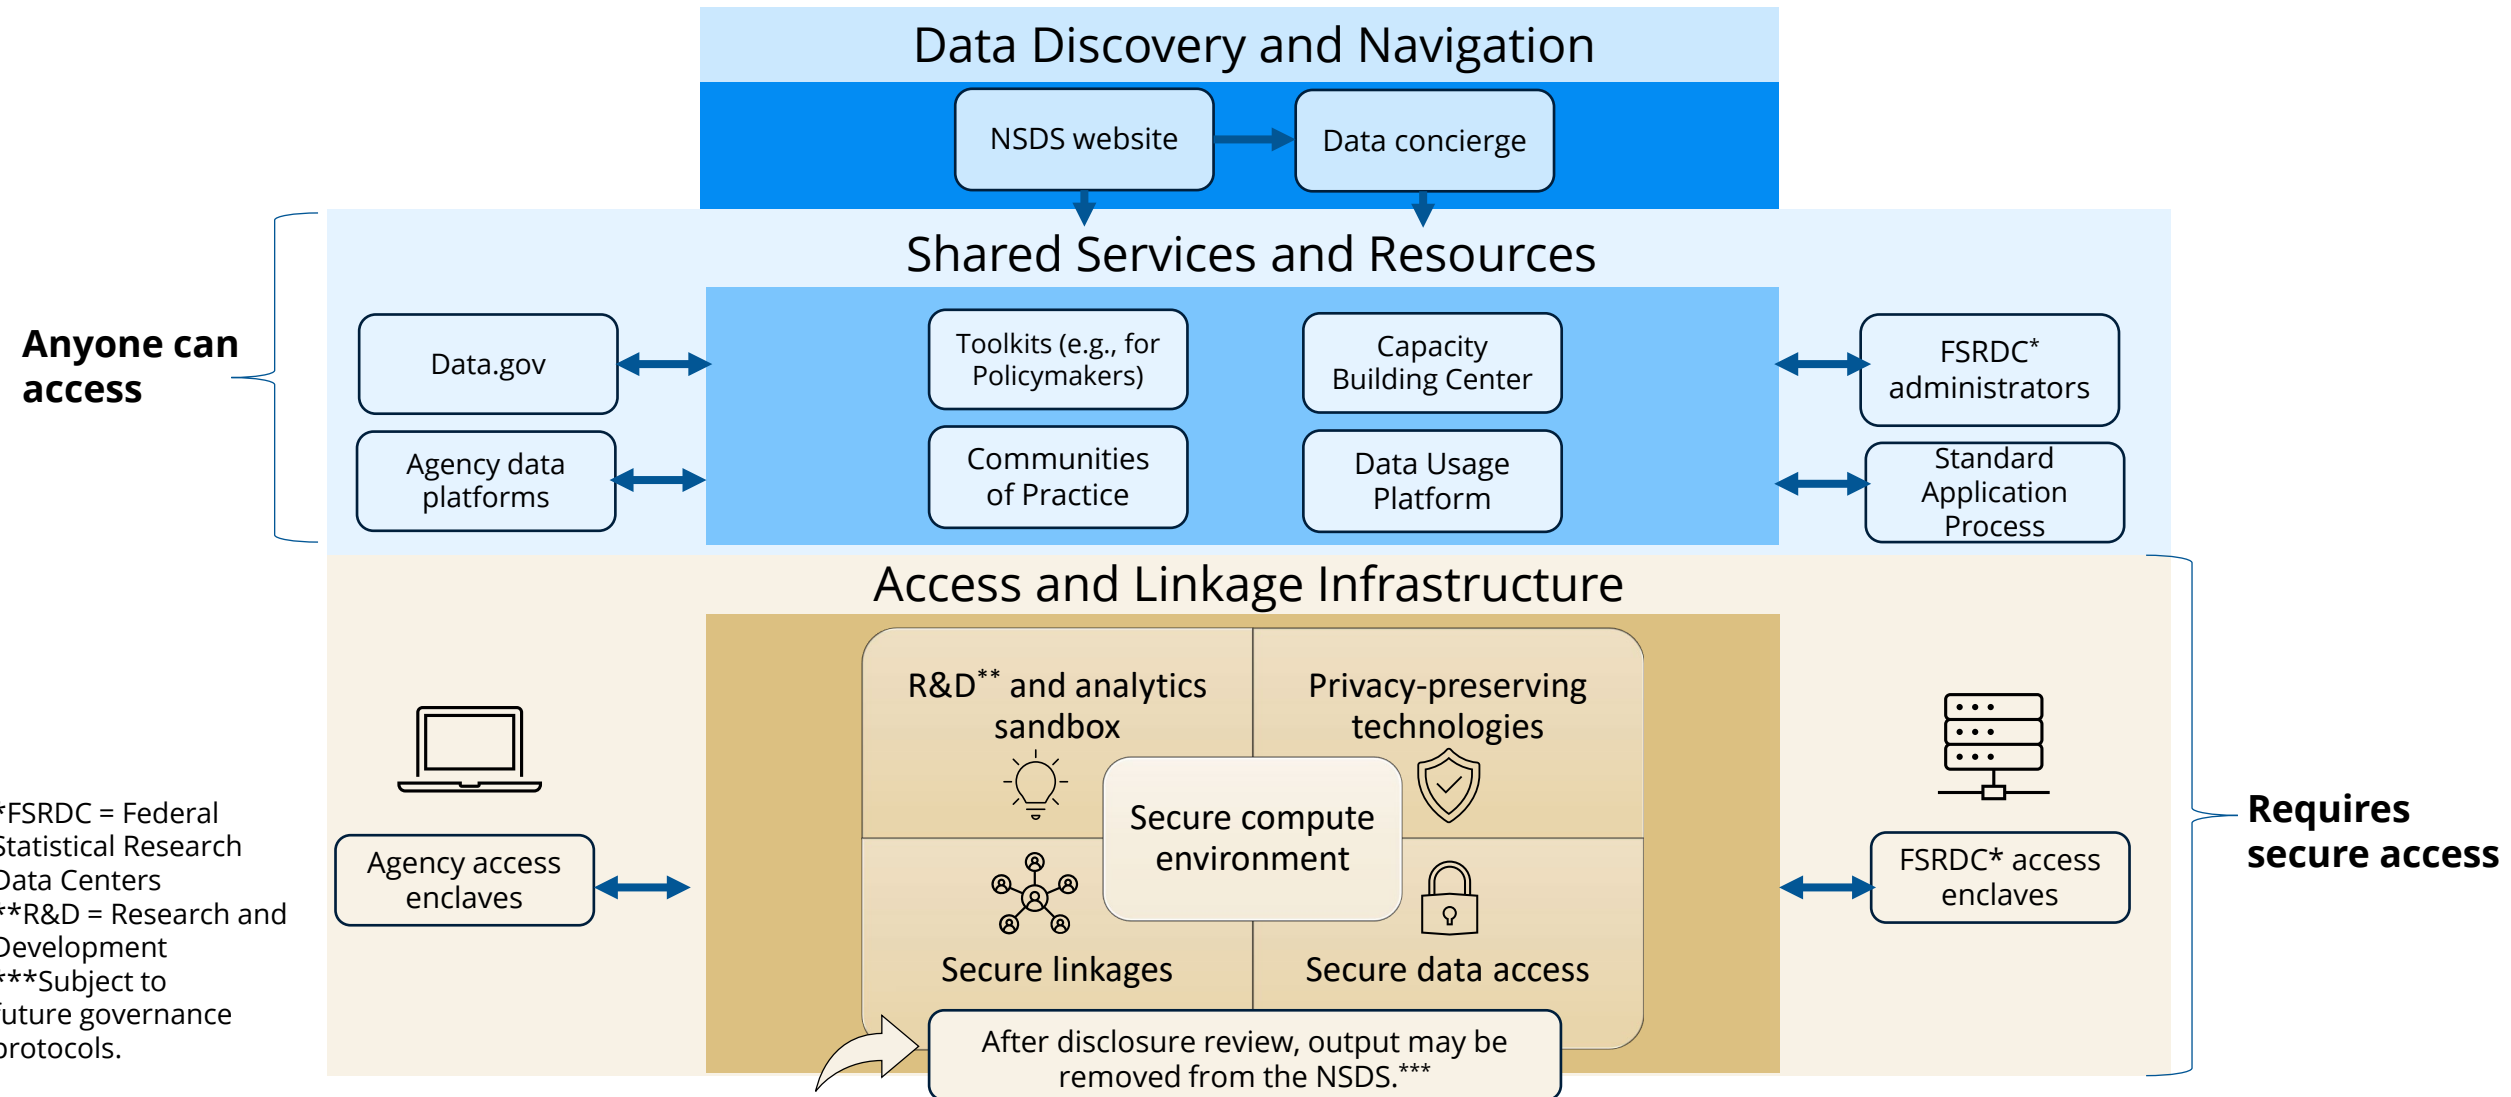 Data Discovery and Navigation
NSDS website
Data concierge
Shared Services and Resources
Anyone can
access
Data.gov
Agency data
platforms
Toolkits (e.g., for
Policymakers)
Capacity
Building Center
Communities
of Practice
Data Usage
Platform
FSRDC*
administrators
Standard
Application
Process
Access and Linkage Infrastructure
R&D** and analytics
sandbox
Privacy-preserving
technologies
Secure compute
environment
Secure linkages
Secure data access
After disclosure review, output may be
removed from the NSDS.***
Agency access
enclaves
FSRDC* access
enclaves
Requires
secure access
*FSRDC = Federal
Statistical Research
Data Centers
**R&D = Research and
Development
***Subject to
future governance
protocols.